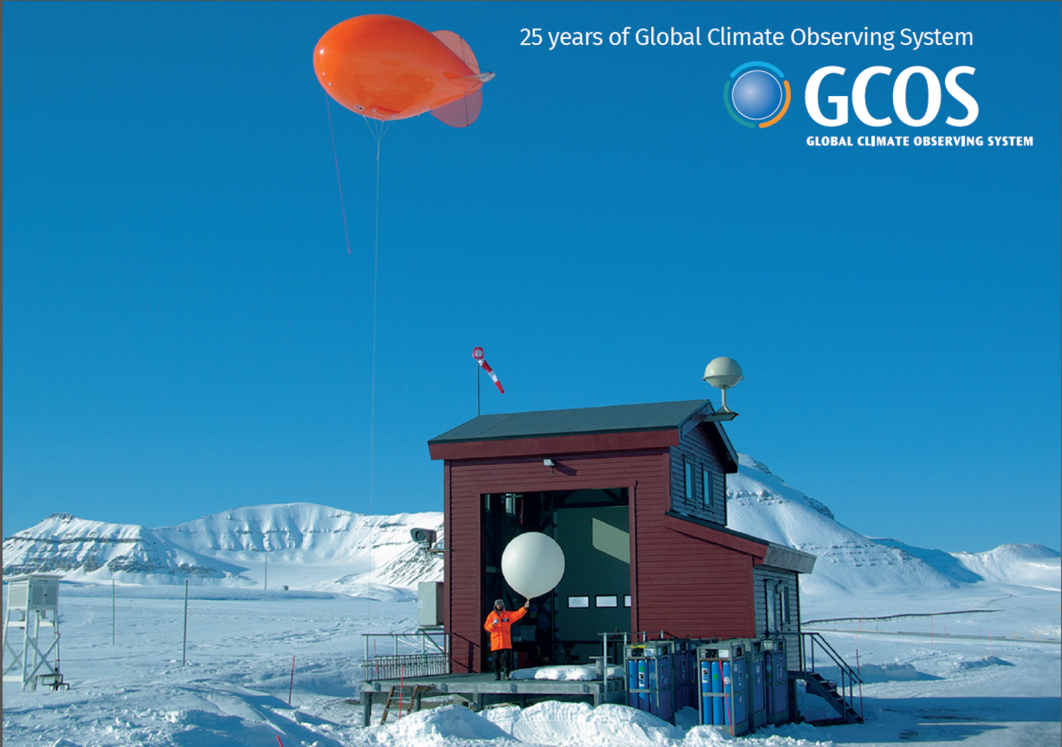 25 years of Global Climate Observing System
GCOS
GLOBAL CLIMATE OBSERVING SYSTEM